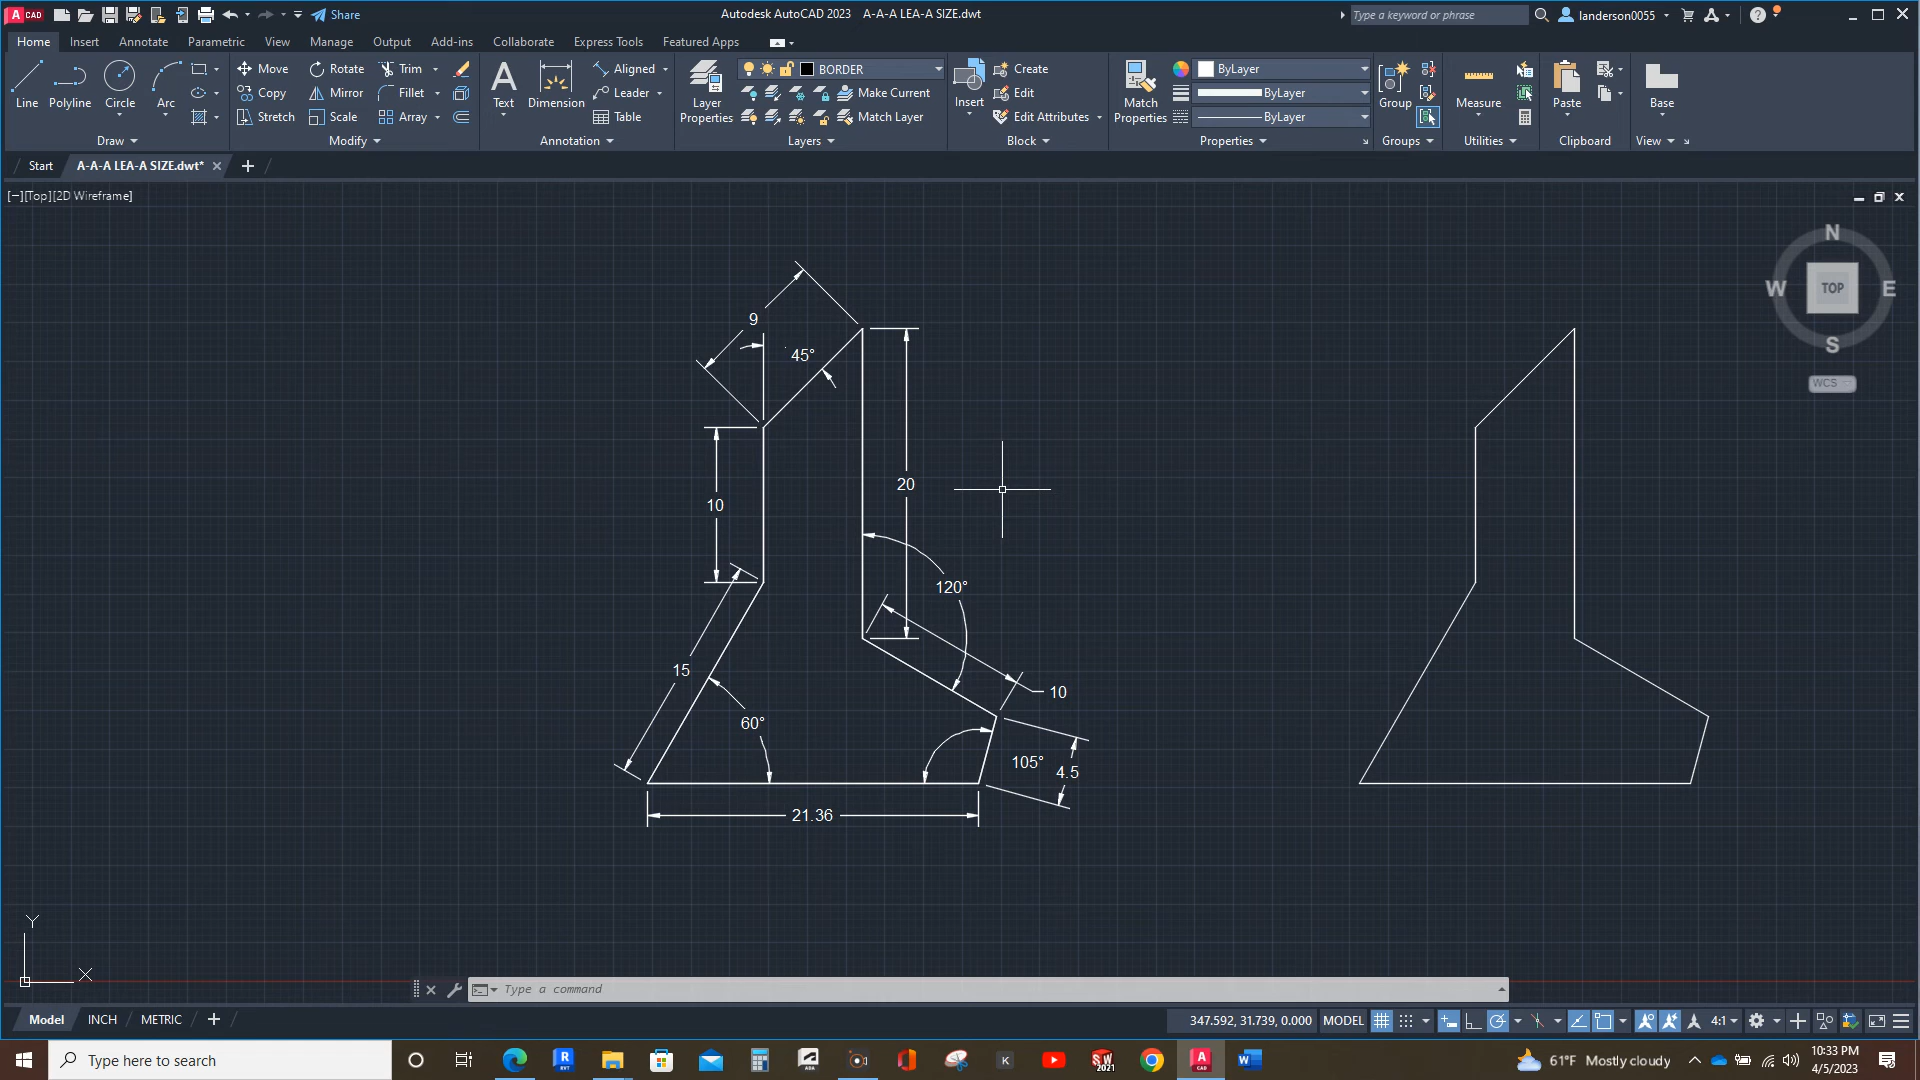 A CAD
Share
Autodesk AutoCAD 2023 A-A-A LEA-A SIZE.dwt
Type a keyword or phrase
landerson0055
Home Insert Annotate Parametric View Manage Output Add-ins Collaborate Express Tools Featured Apps
Line Polyline Circle Arc
Draw
Move Rotate Trim
Copy Mirror Fillet
Stretch Scale Array
Modify
Text Dimension
Aligned
Leader
Table
Annotation
Layer Properties
BORDER
Make Current
Match Layer
Layers
Insert
Create
Edit
Edit Attributes
Block
Match Properties
ByLayer
ByLayer
ByLayer
Properties
Group
Groups
Measure
Utilities
Paste
Clipboard
Base
View
Start A-A-A LEA-A SIZE.dwt*
[−][Top][2D Wireframe]
N
W TOP E
S
WCS
9
45°
10
20
120°
15
60°
10
105°
4.5
21.36
Y
X
Type a command
Model INCH METRIC
347.592, 31.739, 0.000 MODEL
4:1
Type here to search
61°F Mostly cloudy
10:33 PM
4/5/2023